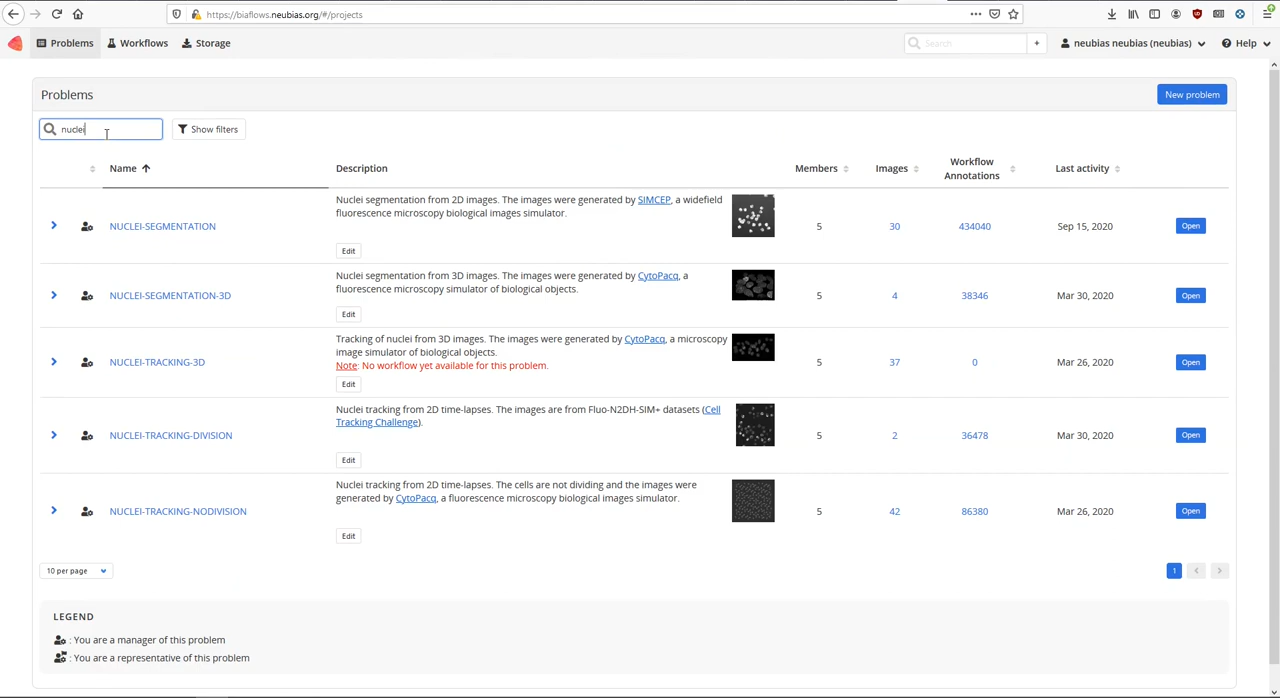 https://biaflows.neubias.org/#/projects
Problems
Workflows
Storage
Search
+
neubias neubias (neubias)
Help
Problems
New problem
nuclei
Show filters
Name
Description
Members
Images
Workflow
Annotations
Last activity
NUCLEI-SEGMENTATION
Nuclei segmentation from 2D images. The images were generated by SIMCEP, a widefield
fluorescence microscopy biological images simulator.
Edit
5
30
434040
Sep 15, 2020
Open
NUCLEI-SEGMENTATION-3D
Nuclei segmentation from 3D images. The images were generated by CytoPacq, a
fluorescence microscopy simulator of biological objects.
Edit
5
4
38346
Mar 30, 2020
Open
NUCLEI-TRACKING-3D
Tracking of nuclei from 3D images. The images were generated by CytoPacq, a microscopy
image simulator of biological objects.
Note: No workflow yet available for this problem.
Edit
5
37
0
Mar 26, 2020
Open
NUCLEI-TRACKING-DIVISION
Nuclei tracking from 2D time-lapses. The images are from Fluo-N2DH-SIM+ datasets (Cell
Tracking Challenge).
Edit
5
2
36478
Mar 30, 2020
Open
NUCLEI-TRACKING-NODIVISION
Nuclei tracking from 2D time-lapses. The cells are not dividing and the images were
generated by CytoPacq, a fluorescence microscopy biological images simulator.
Edit
5
42
86380
Mar 26, 2020
Open
10 per page
1
LEGEND
: You are a manager of this problem
: You are a representative of this problem